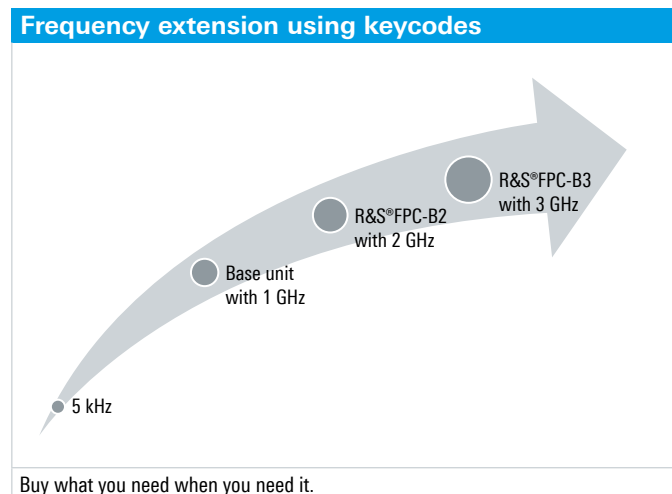 Frequency extension using keycodes
R&S®FPC-B3
with 3 GHz
R&S®FPC-B2
with 2 GHz
Base unit
with 1 GHz
5 kHz
Buy what you need when you need it.